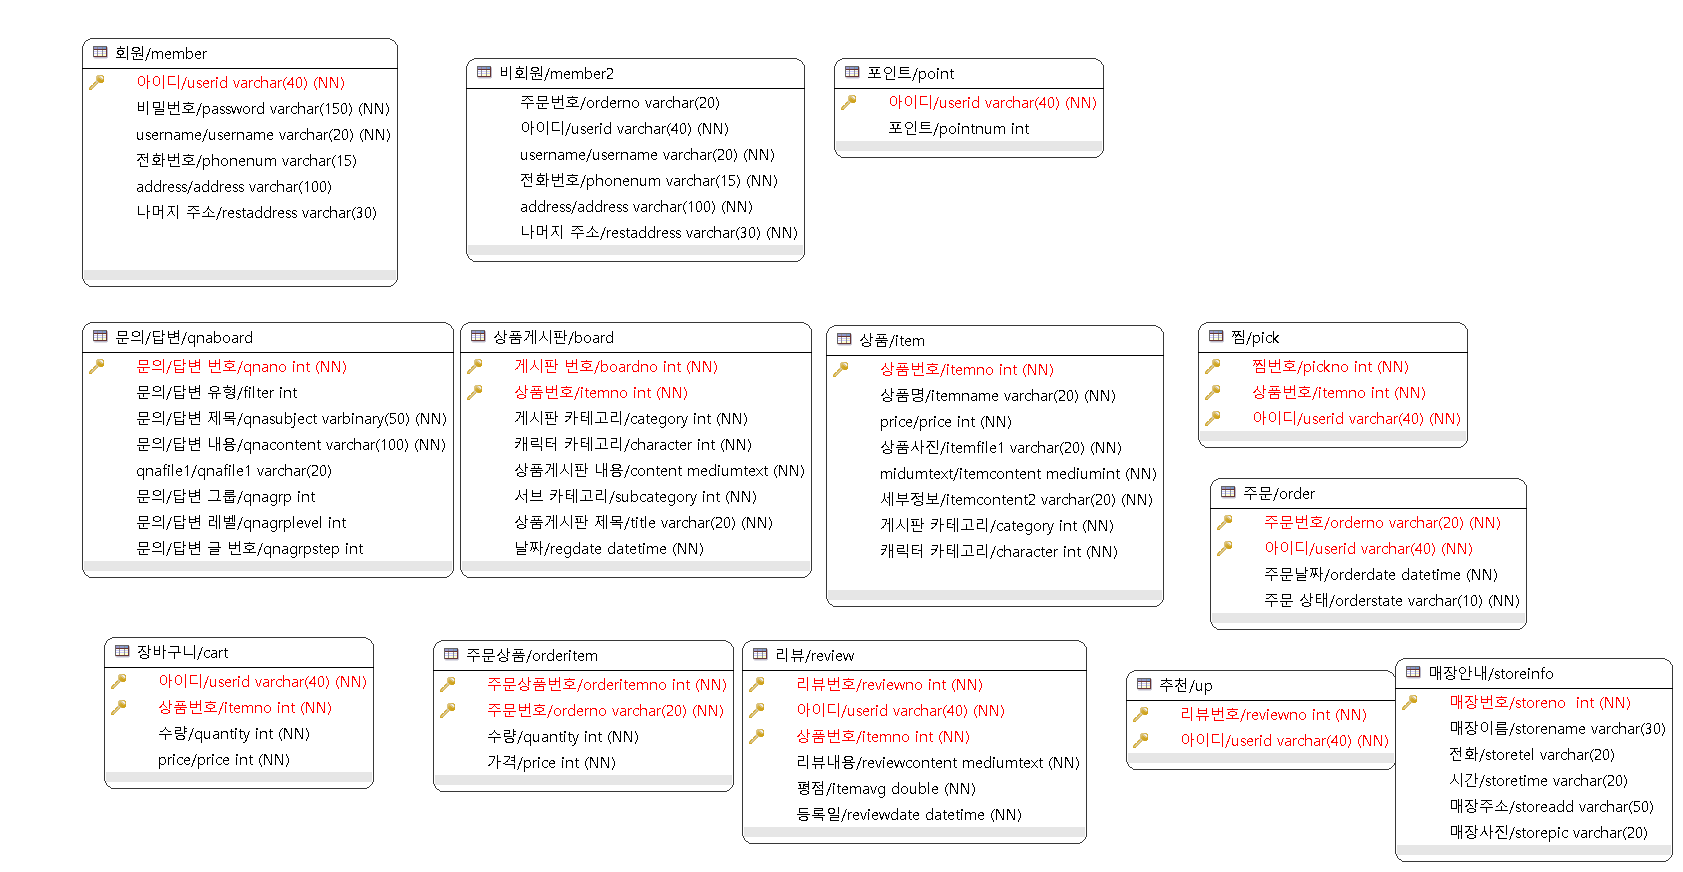 회원/member
아이디/userid varchar(40) (NN)
비밀번호/password varchar(150) (NN)
username/username varchar(20) (NN)
전화번호/phonenum varchar(15)
address/address varchar(100)
나머지 주소/restaddress varchar(30)
비회원/member2
주문번호/orderno varchar(20)
아이디/userid varchar(40) (NN)
username/username varchar(20) (NN)
전화번호/phonenum varchar(15) (NN)
address/address varchar(100) (NN)
나머지 주소/restaddress varchar(30) (NN)
포인트/point
아이디/userid varchar(40) (NN)
포인트/pointnum int
문의/답변/qnaboard
문의/답변 번호/qnano int (NN)
문의/답변 유형/filter int
문의/답변 제목/qnasubject varbinary(50) (NN)
문의/답변 내용/qnacontent varchar(100) (NN)
qnafile1/qnafile1 varchar(20)
문의/답변 그룹/qnagrp int
문의/답변 레벨/qnagrplevel int
문의/답변 글 번호/qnagrpstep int
상품게시판/board
게시판 번호/boardno int (NN)
상품번호/itemno int (NN)
게시판 카테고리/category int (NN)
캐릭터 카테고리/character int (NN)
상품게시판 내용/content mediumtext (NN)
서브 카테고리/subcategory int (NN)
상품게시판 제목/title varchar(20) (NN)
날짜/regdate datetime (NN)
상품/item
상품번호/itemno int (NN)
상품명/itemname varchar(20) (NN)
price/price int (NN)
상품사진/itemfile1 varchar(20) (NN)
midumtext/itemcontent mediumint (NN)
세부정보/itemcontent2 varchar(20) (NN)
게시판 카테고리/category int (NN)
캐릭터 카테고리/character int (NN)
찜/pick
찜번호/pickno int (NN)
상품번호/itemno int (NN)
아이디/userid varchar(40) (NN)
주문/order
주문번호/orderno varchar(20) (NN)
아이디/userid varchar(40) (NN)
주문날짜/orderdate datetime (NN)
주문 상태/orderstate varchar(10) (NN)
장바구니/cart
아이디/userid varchar(40) (NN)
상품번호/itemno int (NN)
수량/quantity int (NN)
price/price int (NN)
주문상품/orderitem
주문상품번호/orderitemno int (NN)
주문번호/orderno varchar(20) (NN)
수량/quantity int (NN)
가격/price int (NN)
리뷰/review
리뷰번호/reviewno int (NN)
아이디/userid varchar(40) (NN)
상품번호/itemno int (NN)
리뷰내용/reviewcontent mediumtext (NN)
평점/itemavg double (NN)
등록일/reviewdate datetime (NN)
추천/up
리뷰번호/reviewno int (NN)
아이디/userid varchar(40) (NN)
매장안내/storeinfo
매장번호/storeno int (NN)
매장이름/storename varchar(30)
전화/storetel varchar(20)
시간/storetime varchar(20)
매장주소/storeadd varchar(50)
매장사진/storepic varchar(20)